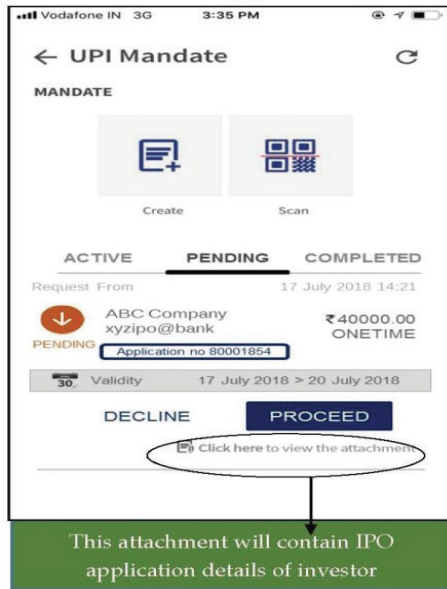 Vodafone IN 3G 3:35 PM
← UPI Mandate
MANDATE
Create Scan
ACTIVE PENDING COMPLETED
Request From 17 July 2018 14:21
ABC Company ₹40000.00
xyzipo@bank ONETIME
PENDING Application no 80001854
30 Validity 17 July 2018 > 20 July 2018
DECLINE PROCEED
Click here to view the attachment
This attachment will contain IPO
application details of investor